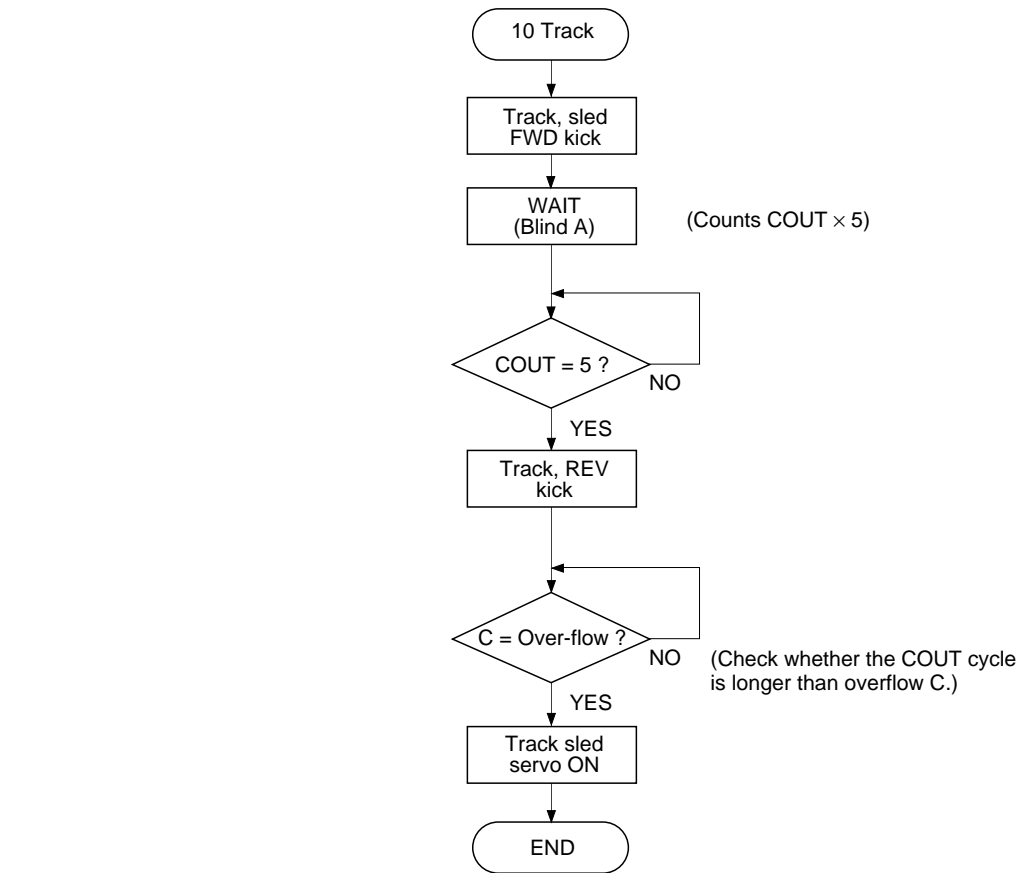 10 Track
Track, sled
FWD kick
WAIT
(Blind A)
(Counts COUT × 5)
COUT = 5 ?
NO
YES
Track, REV
kick
C = Over-flow ?
NO
(Check whether the COUT cycle
is longer than overflow C.)
YES
Track sled
servo ON
END